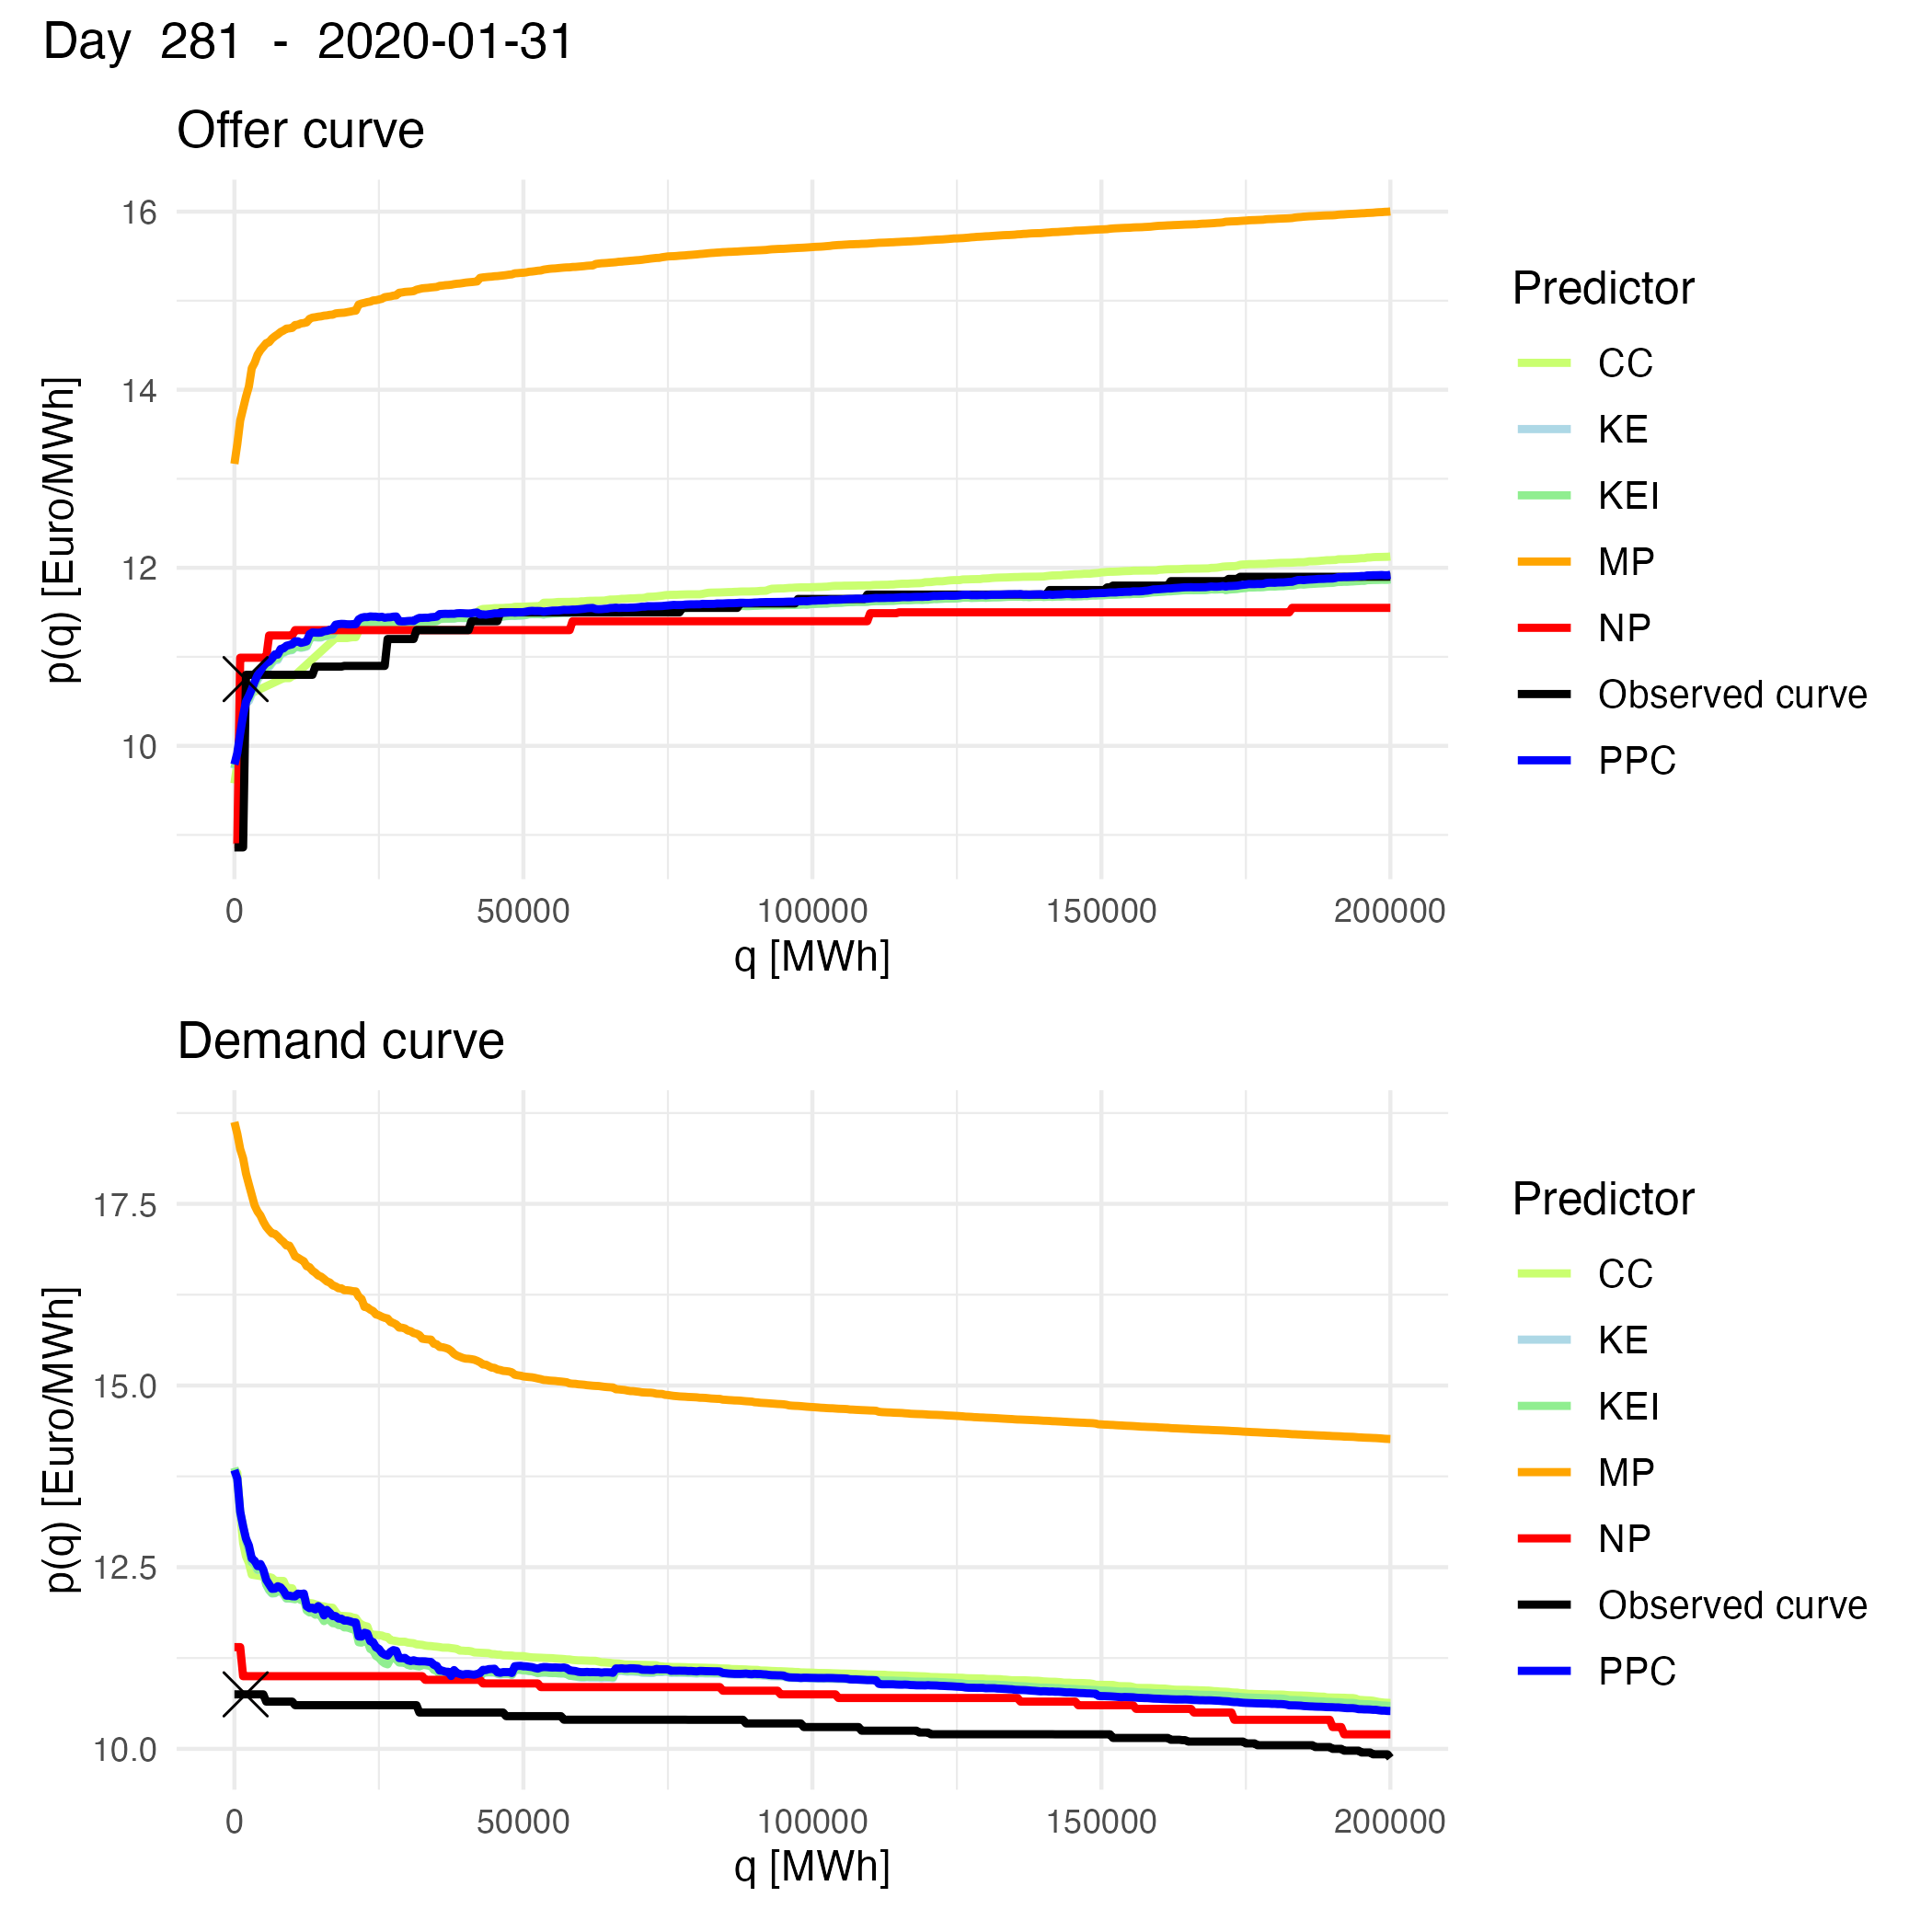 Day 281 - 2020-01-31
Offer curve
16
14
12
10
p(q) [Euro/MWh]
0 50000 100000 150000 200000
q [MWh]
Predictor
CC
KE
KEI
MP
NP
Observed curve
PPC
Demand curve
17.5
15.0
12.5
10.0
p(q) [Euro/MWh]
0 50000 100000 150000 200000
q [MWh]
Predictor
CC
KE
KEI
MP
NP
Observed curve
PPC